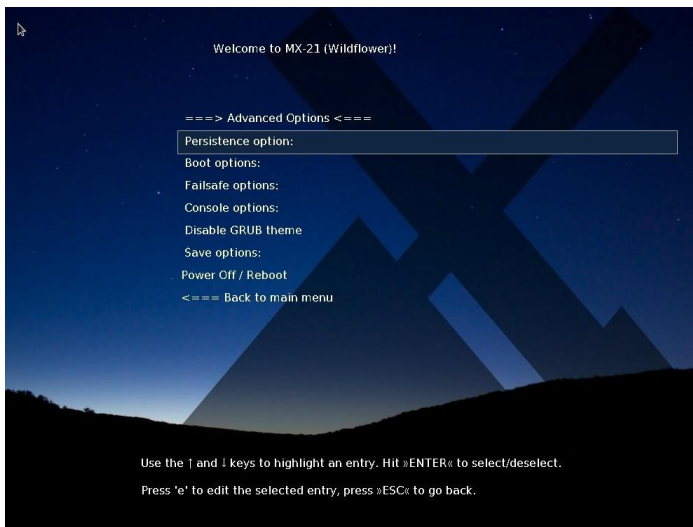 Welcome to MX-21 (Wildflower)!
===> Advanced Options <===
Persistence option:
Boot options:
Failsafe options:
Console options:
Disable GRUB theme
Save options:
Power Off / Reboot
<=== Back to main menu
Use the ↑ and ↓ keys to highlight an entry. Hit »ENTER« to select/deselect.
Press 'e' to edit the selected entry, press »ESC« to go back.